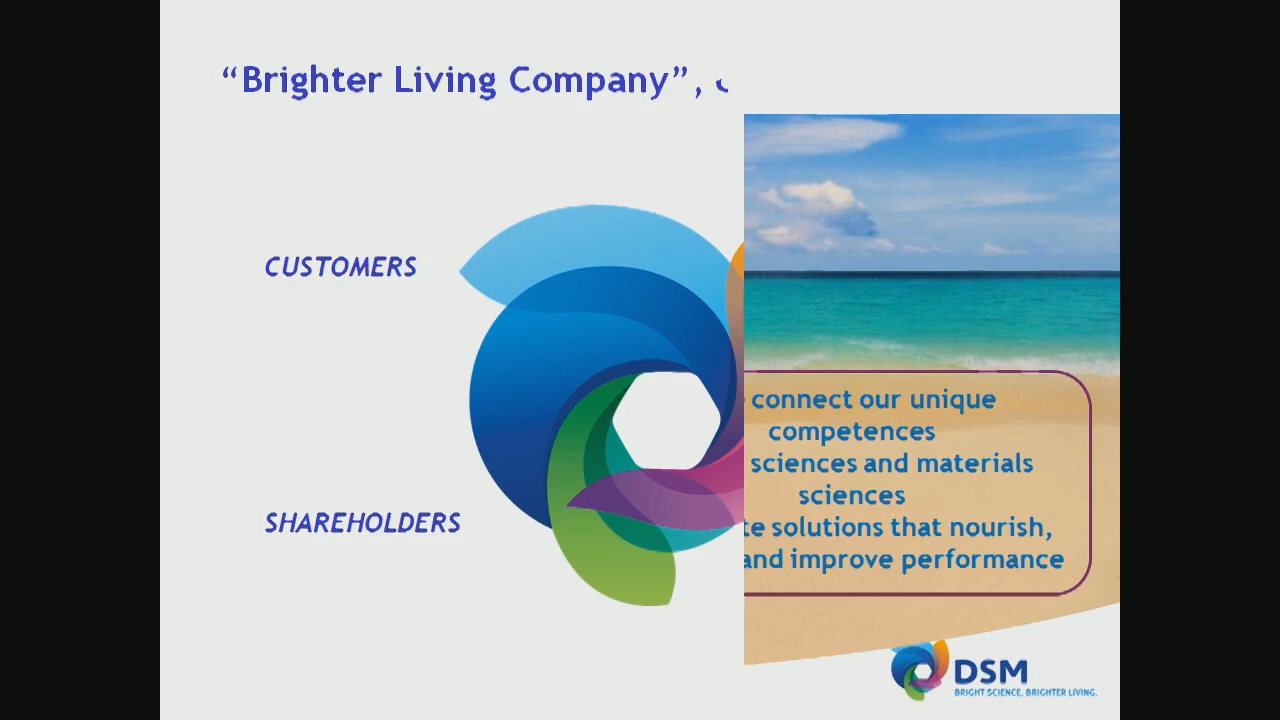 “Brighter Living Company”,
CUSTOMERS
SHAREHOLDERS
connect our unique
competences
sciences and materials
sciences
solutions that nourish,
and improve performance
DSM
BRIGHT SCIENCE. BRIGHTER LIVING.